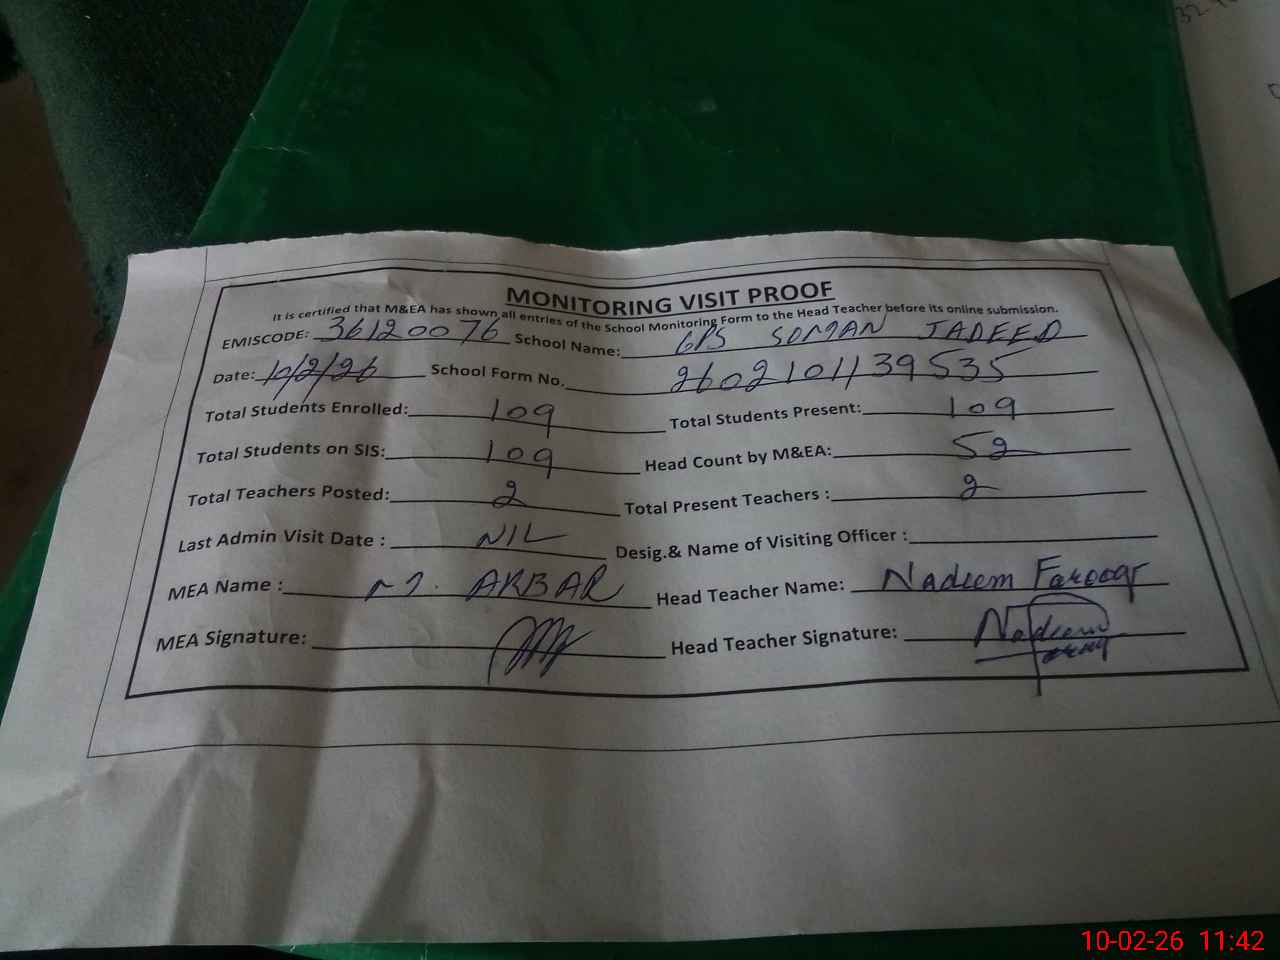 MONITORING VISIT PROOF
It is certified that M&EA has shown all entries of the School Monitoring Form to the Head Teacher before its online submission.
EMISCODE: 36120076 School Name: GPS SOMAN JADEED
Date: 10/2/26 School Form No. 2602101139535
Total Students Enrolled: 109 Total Students Present: 109
Total Students on SIS: 109 Head Count by M&EA: 52
Total Teachers Posted: 2 Total Present Teachers : 2
Last Admin Visit Date : NIL Desig.& Name of Visiting Officer :
MEA Name : M. AKBAR Head Teacher Name: Nadeem Farooqr
MEA Signature: Head Teacher Signature: Nadeem
10-02-26 11:42